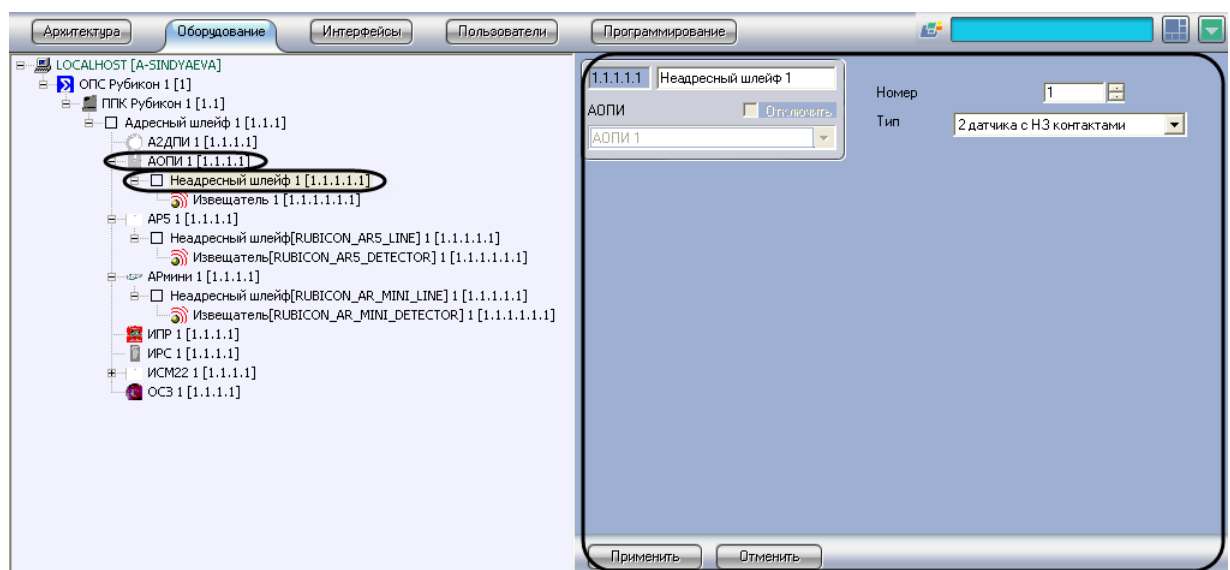 Архитектура Оборудование Интерфейсы Пользователи Программирование
LOCALHOST [A-SINDYAEVA]
ОПС Рубикон 1 [1]
ППК Рубикон 1 [1.1]
Адресный шлейф 1 [1.1.1]
А2ДПИ 1 [1.1.1.1]
АОПИ 1 [1.1.1.1]
Неадресный шлейф 1 [1.1.1.1.1]
Извещатель 1 [1.1.1.1.1.1]
АР5 1 [1.1.1.1]
Неадресный шлейф[RUBICON_AR5_LINE] 1 [1.1.1.1.1]
Извещатель[RUBICON_AR5_DETECTOR] 1 [1.1.1.1.1.1]
АРмини 1 [1.1.1.1]
Неадресный шлейф[RUBICON_AR_MINI_LINE] 1 [1.1.1.1.1]
Извещатель[RUBICON_AR_MINI_DETECTOR] 1 [1.1.1.1.1.1]
ИПР 1 [1.1.1.1]
ИРС 1 [1.1.1.1]
ИСМ22 1 [1.1.1.1]
ОСЗ 1 [1.1.1.1]
1.1.1.1.1 Неадресный шлейф 1
АОПИ Отключить
АОПИ 1
Номер 1
Тип 2 датчика с НЗ контактами
Применить Отменить